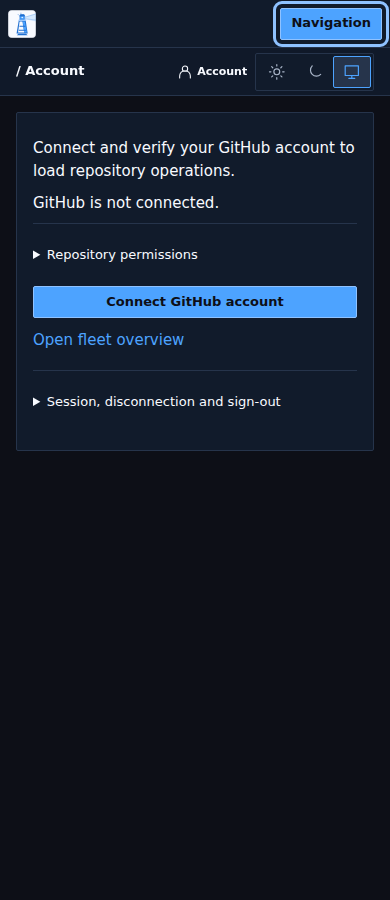 Navigation
/ Account
Account
Connect and verify your GitHub account to
load repository operations.
GitHub is not connected.
Repository permissions
Connect GitHub account
Open fleet overview
Session, disconnection and sign-out